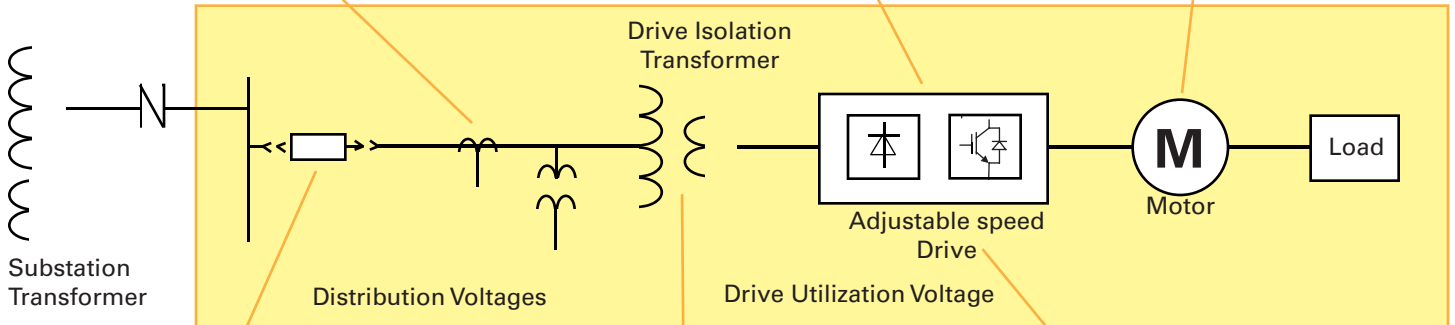 Drive Isolation
Transformer
M
Load
Motor
Adjustable speed
Drive
Substation
Transformer
Distribution Voltages
Drive Utilization Voltage